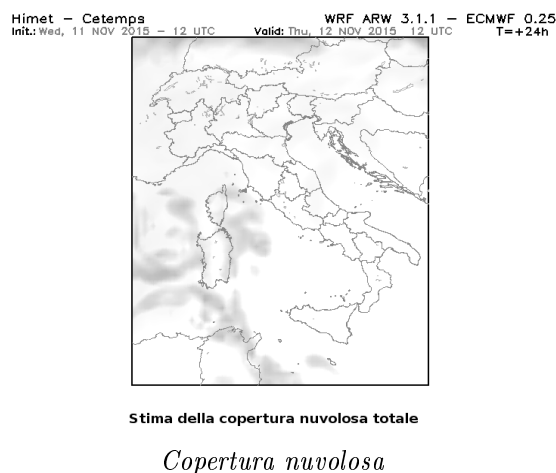 Himet – Cetemps WRF ARW 3.1.1 – ECMWF 0.25
Init.: Wed, 11 NOV 2015 – 12 UTC Valid: Thu, 12 NOV 2015 12 UTC T=+24h
Stima della copertura nuvolosa totale
Copertura nuvolosa